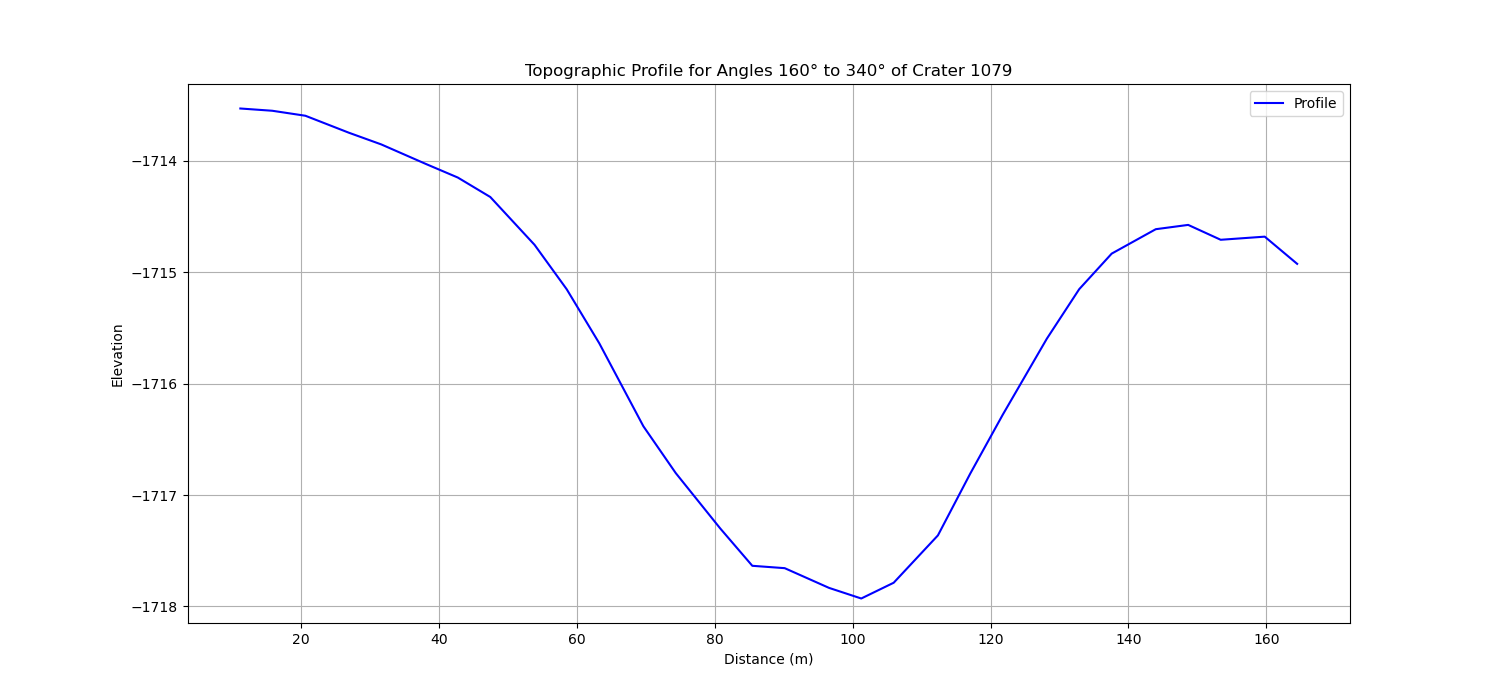 Topographic Profile for Angles 160° to 340° of Crater 1079
Profile
−1714
−1715
−1716
−1717
−1718
Elevation
20 40 60 80 100 120 140 160
Distance (m)